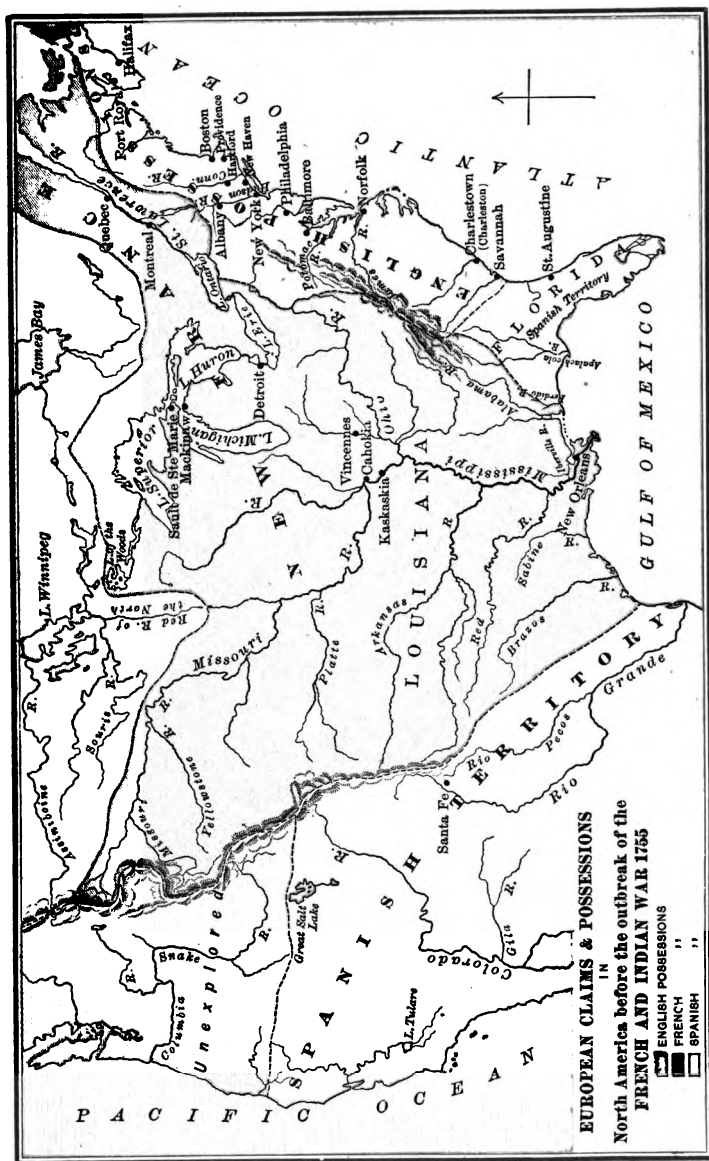 EUROPEAN CLAIMS & POSSESSIONS
IN
North America before the outbreak of the
FRENCH AND INDIAN WAR 1755
ENGLISH POSSESSIONS
FRENCH ,,
SPANISH ,,
PACIFIC OCEAN
ATLANTIC OCEAN
GULF OF MEXICO
Unexplored
SPANISH TERRITORY
NEW FRANCE
LOUISIANA
ENGLISH POSSESSIONS
FLORIDA
Spanish Territory
James Bay
L. Winnipeg
L. of the
Woods
Red R. of
the North
Assiniboine R.
Souris R.
Missouri R.
Yellowstone R.
Missouri
Platte R.
Arkansas R
Red R.
Sabine R.
Brazos R.
Rio Pecos
Rio Grande
Santa Fe
Gila R.
Colorado R
Great Salt
Lake
L. Tulare
Snake R.
Columbia R.
L. Superior
Sault de Ste Marie
Mackinaw
L. Michigan
L. Huron
Detroit
L. Erie
L. Ontario
St. Lawrence
Montreal
Quebec
Port Royal
Halifax
Boston
Providence
Hartford
New Haven
Conn. R.
Hudson R.
Albany
New York
Philadelphia
Baltimore
Potomac R.
James R.
Norfolk
Charlestown
(Charleston)
Savannah
St. Augustine
Apalachicola R.
Perdido R.
Alabama R.
New Orleans
Mississippi R.
Ohio R.
Vincennes
Cahokia
Kaskaskia